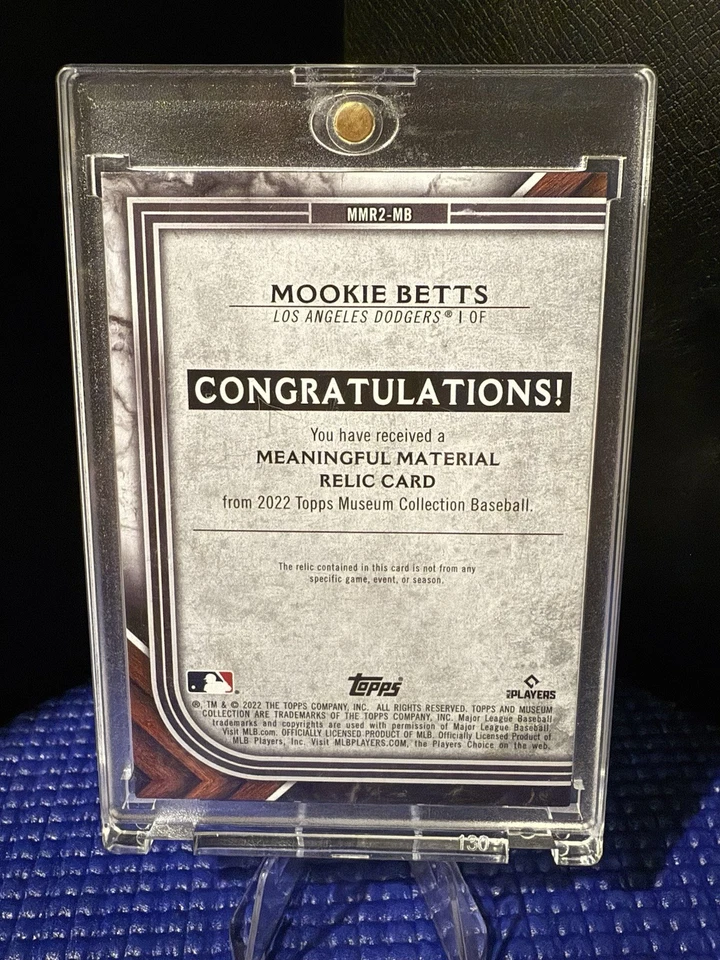 MMR2-MB
MOOKIE BETTS
LOS ANGELES DODGERS® | OF
CONGRATULATIONS!
You have received a
MEANINGFUL MATERIAL
RELIC CARD
from 2022 Topps Museum Collection Baseball.
The relic contained in this card is not from any
specific game, event, or season.
Topps
PLAYERS
®, TM & © 2022 THE TOPPS COMPANY, INC. ALL RIGHTS RESERVED. TOPPS AND MUSEUM
COLLECTION ARE TRADEMARKS OF THE TOPPS COMPANY, INC. Major League Baseball
trademarks and copyrights are used with permission of Major League Baseball.
Visit MLB.com. OFFICIALLY LICENSED PRODUCT OF MLB. Officially Licensed Product of
MLB Players, Inc. Visit MLBPLAYERS.COM, the Players Choice on the web.
130